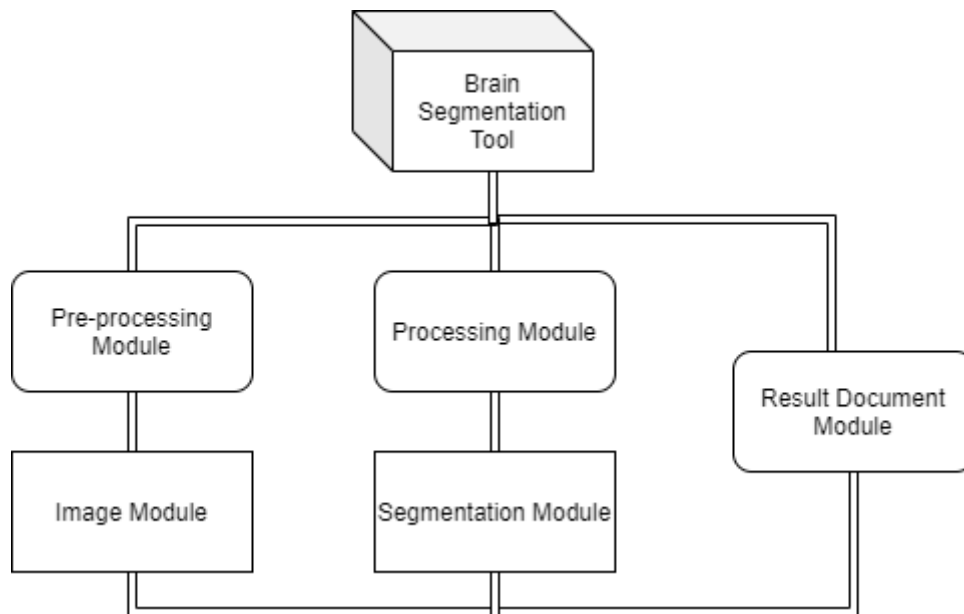 Brain
Segmentation
Tool
Pre-processing
Module
Processing Module
Result Document
Module
Image Module
Segmentation Module